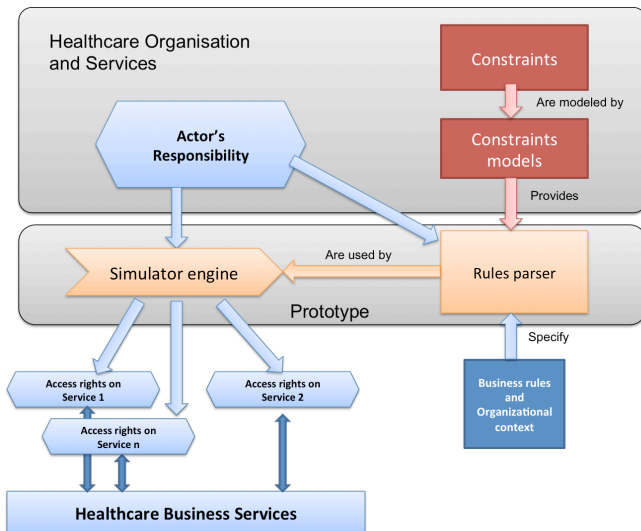 Healthcare Organisation
and Services
Constraints
Are modeled by
Actor's
Responsibility
Constraints
models
Provides
Are used by
Simulator engine
Rules parser
Prototype
Specify
Access rights on
Service 1
Access rights on
Service 2
Business rules
and
Organizational
context
Access rights on
Service n
Healthcare Business Services